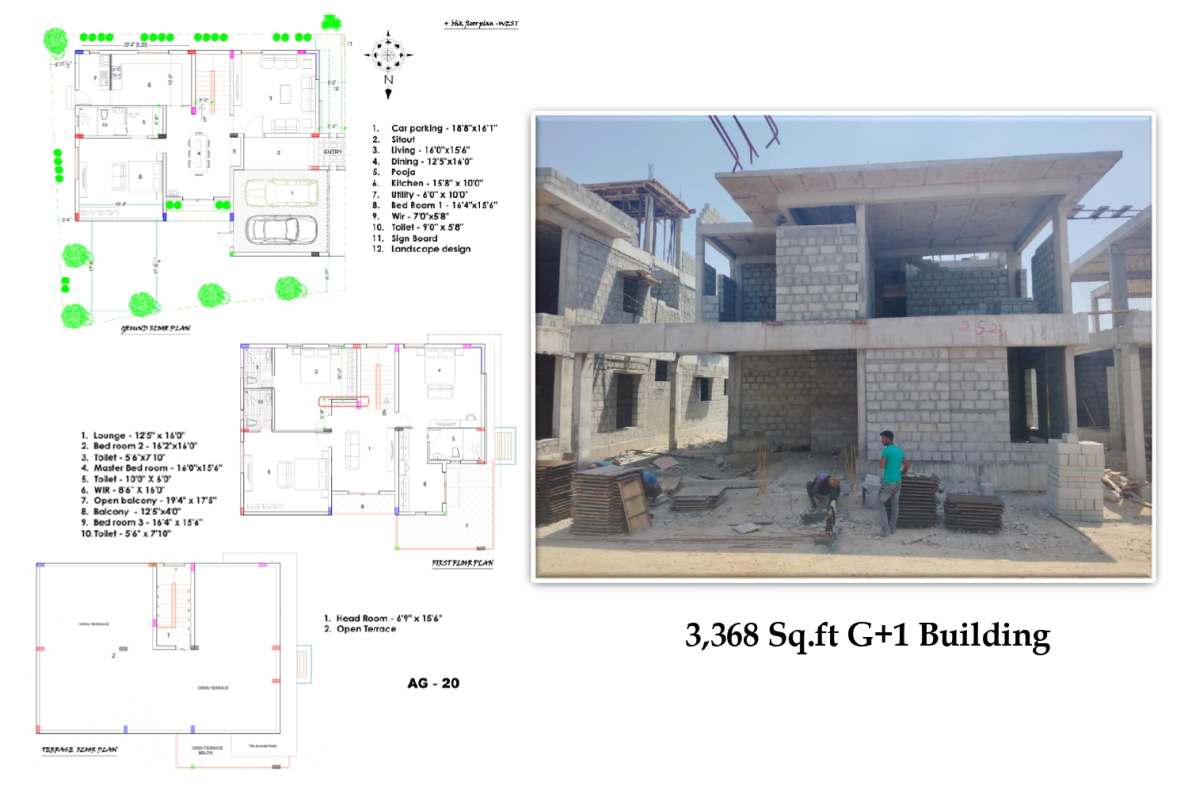 4 bhk floor plan -WEST
N
1. Car parking - 18'8"x16'1"
2. Sitout
3. Living - 16'0"x15'6"
4. Dining - 12'5"x16'0"
5. Pooja
6. Kitchen - 15'8" x 10'0"
7. Utility - 6'0" x 10'0"
8. Bed Room 1 - 16'4"x15'6"
9. Wir - 7'0"x5'8"
10. Toilet - 9'0" x 5'8"
11. Sign Board
12. Landscape design
ENTRY
GROUND FLOOR PLAN
1. Lounge - 12'5" x 16'0"
2. Bed room 2 - 16'2"x16'0"
3. Toilet - 5'6"x7'10"
4. Master Bed room - 16'0"x15'6"
5. Toilet - 10'0" X 6'0"
6. WIR - 8'6" X 16'0"
7. Open balcony - 19'4" x 17'5"
8. Balcony - 12'5"x4'0"
9. Bed room 3 - 16'4" x 15'6"
10. Toilet - 5'6" x 7'10"
FIRST FLOOR PLAN
1. Head Room - 6'9" x 15'6"
2. Open Terrace
OPEN TERRACE
1
2
OPEN TERRACE
AG - 20
TERRACE FLOOR PLAN
OPEN TERRACE
BELOW
252
3,368 Sq.ft G+1 Building